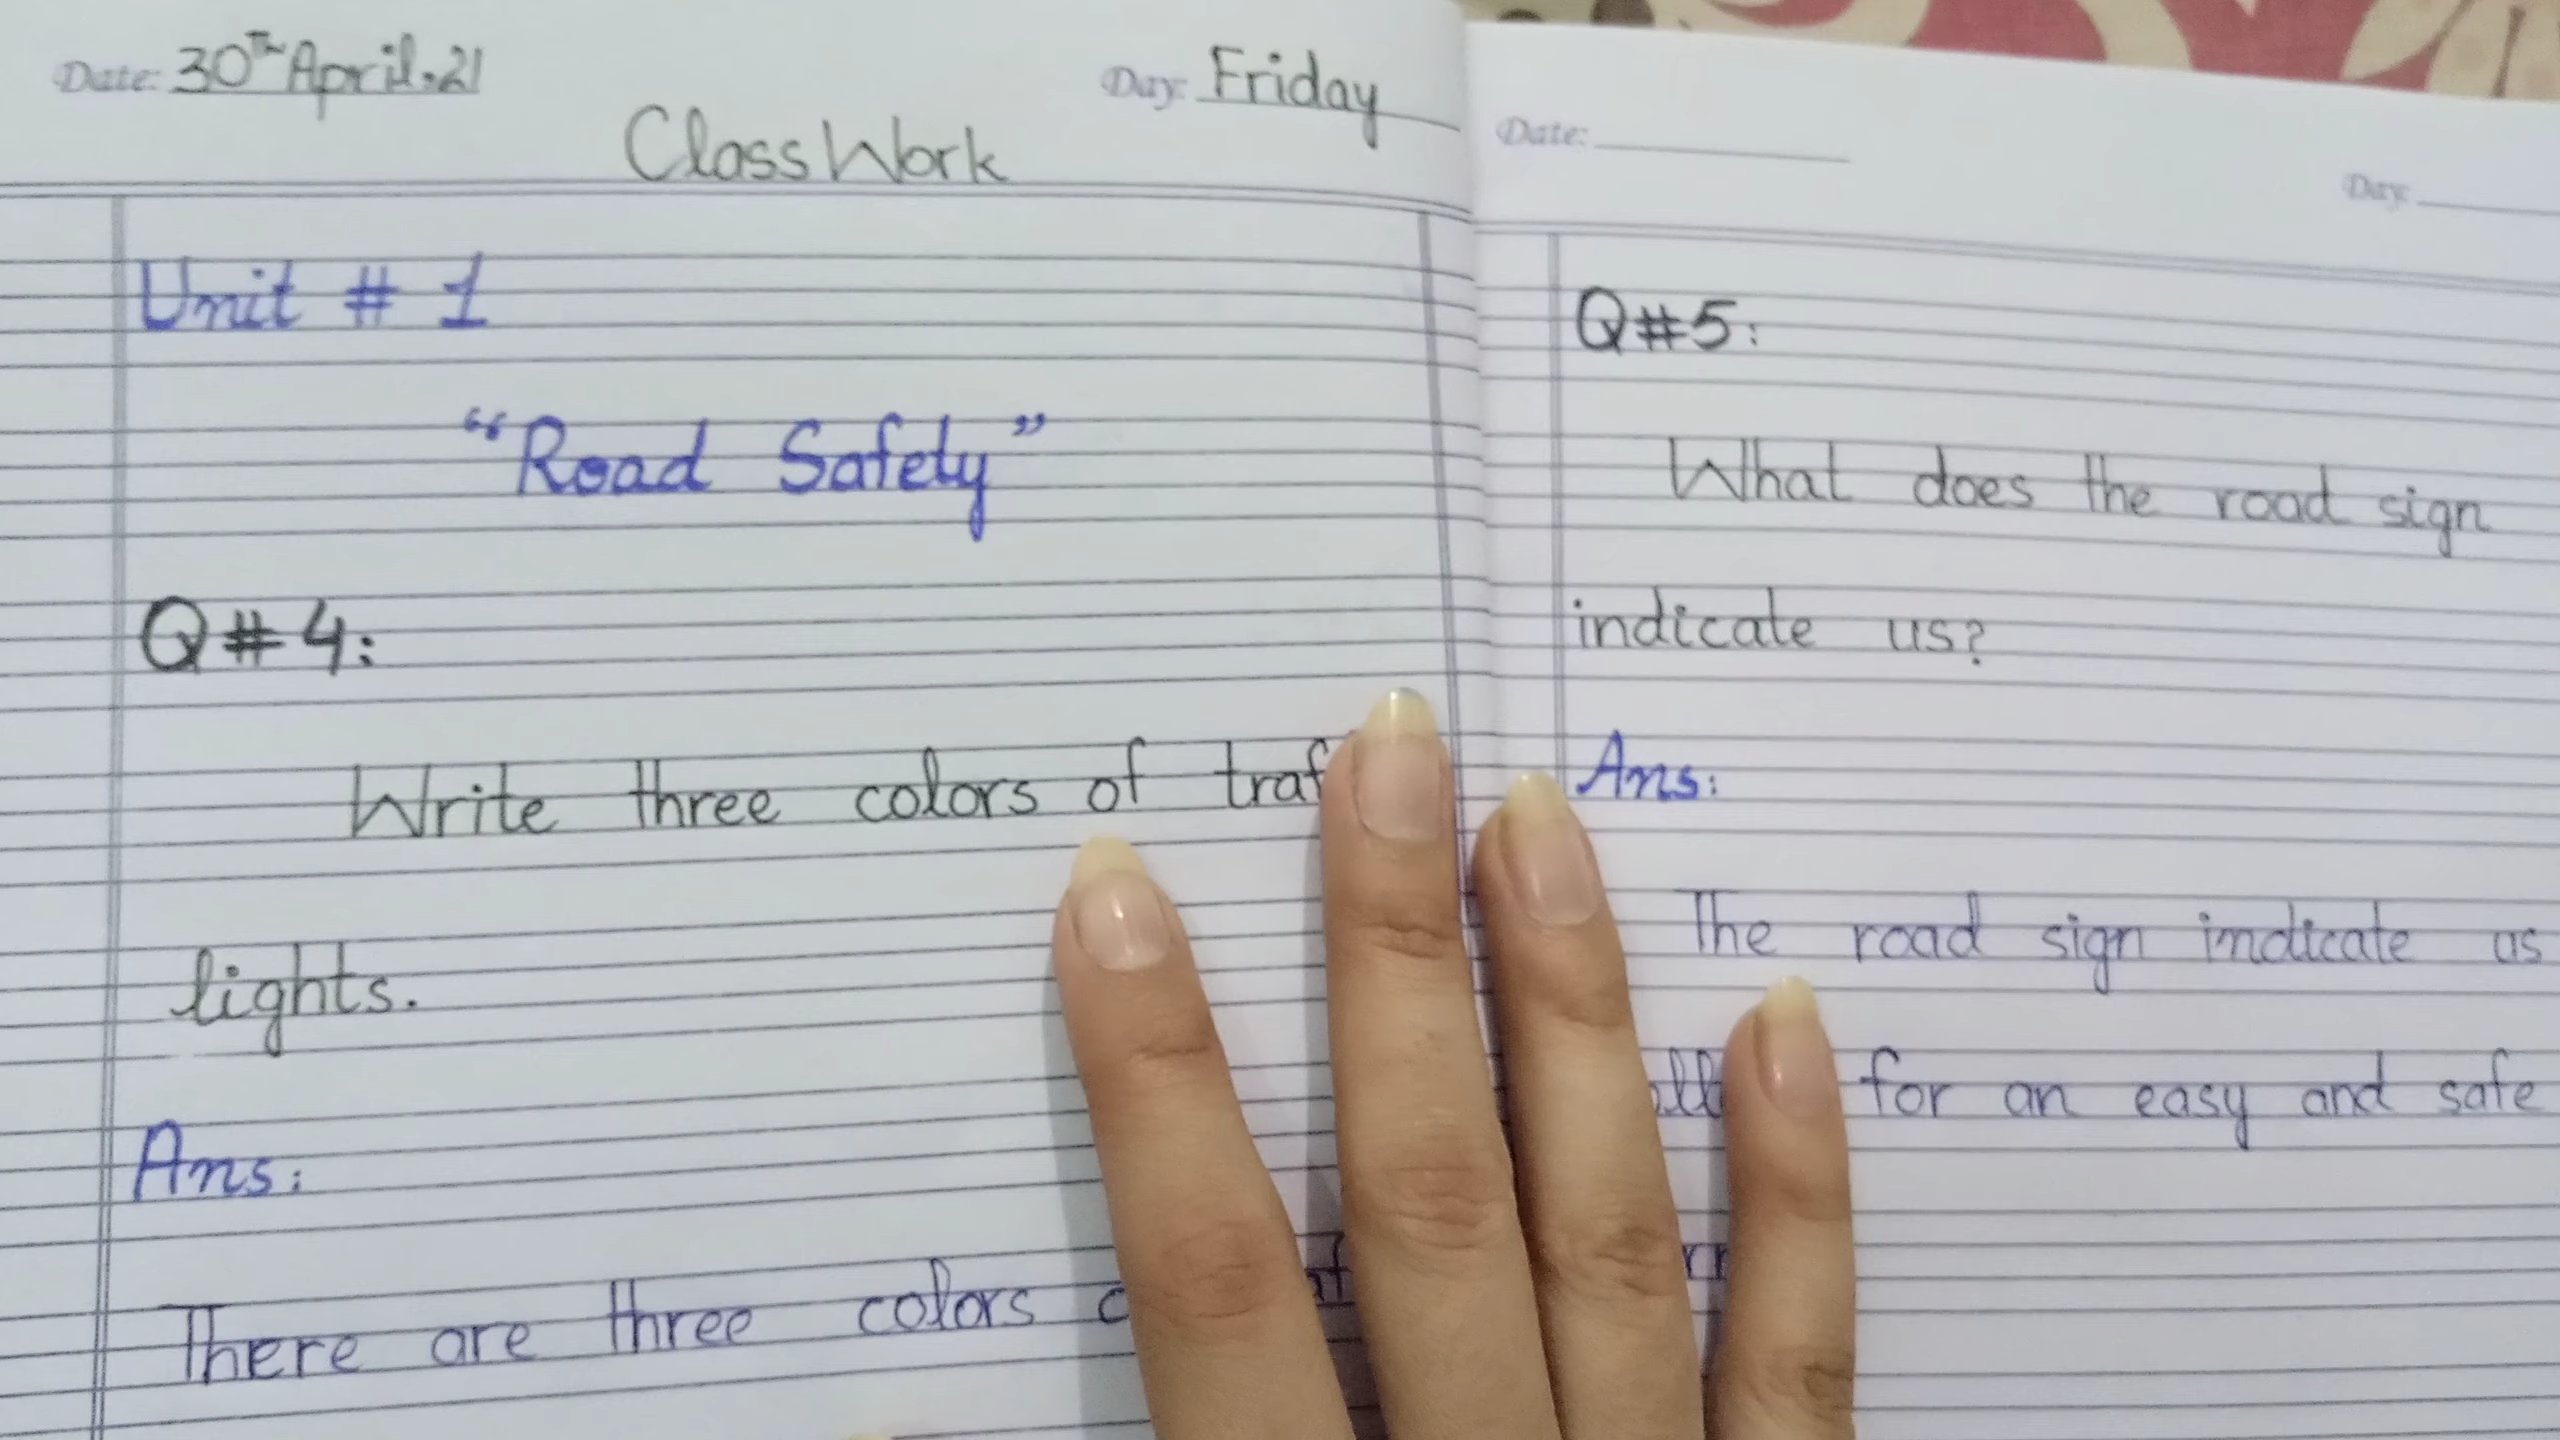 Date: 30Th April.21
Day: Friday
Class Work
Unit # 1
"Road Safety"
Q#4:
Write three colors of
lights.
Ans:
There are three colors
Date:
Day:
Q#5:
What does the road sign
indicate us?
Ans:
The road sign indicate us
for an easy and safe